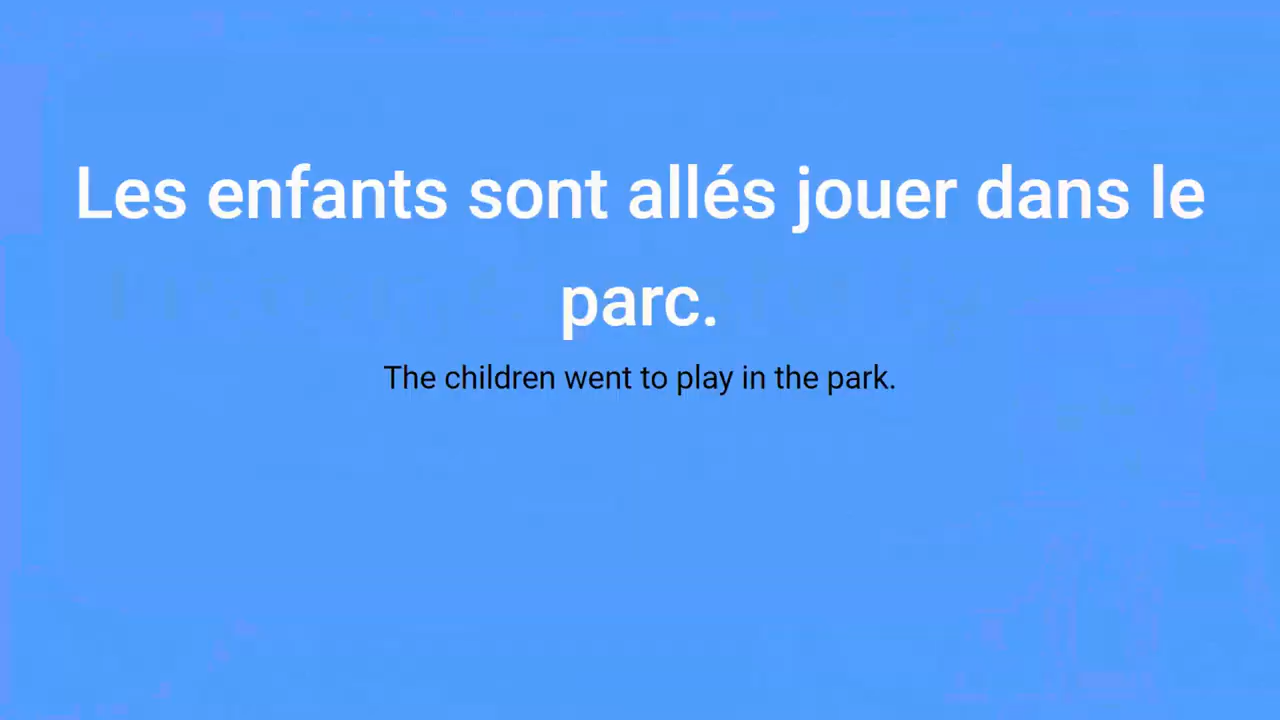 Les enfants sont allés jouer dans le
parc.
The children went to play in the park.